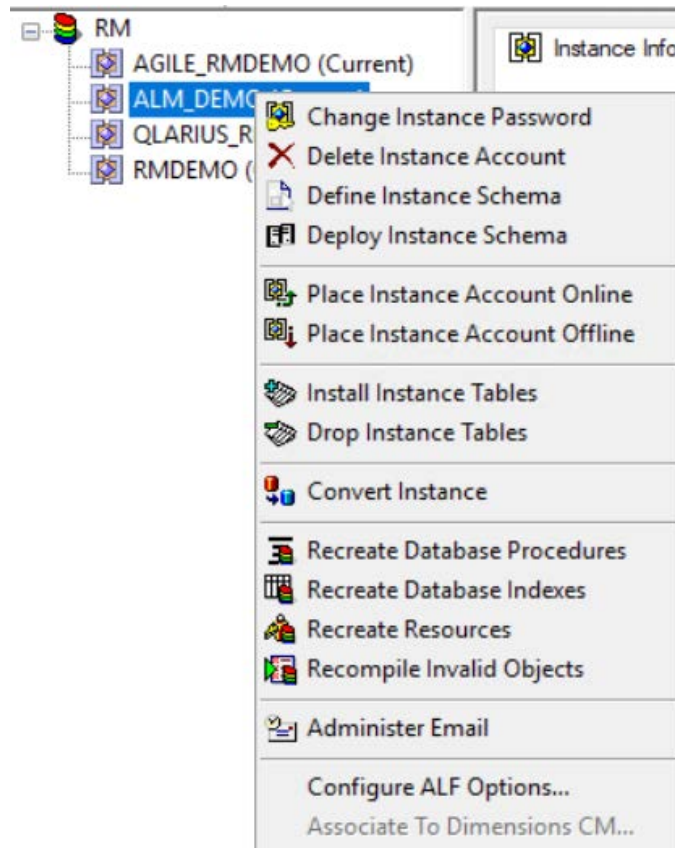 RM
AGILE_RMDEMO (Current)
ALM_DEMO
QLARIUS_R
RMDEMO (
Instance Info
Change Instance Password
Delete Instance Account
Define Instance Schema
Deploy Instance Schema
Place Instance Account Online
Place Instance Account Offline
Install Instance Tables
Drop Instance Tables
Convert Instance
Recreate Database Procedures
Recreate Database Indexes
Recreate Resources
Recompile Invalid Objects
Administer Email
Configure ALF Options...
Associate To Dimensions CM...